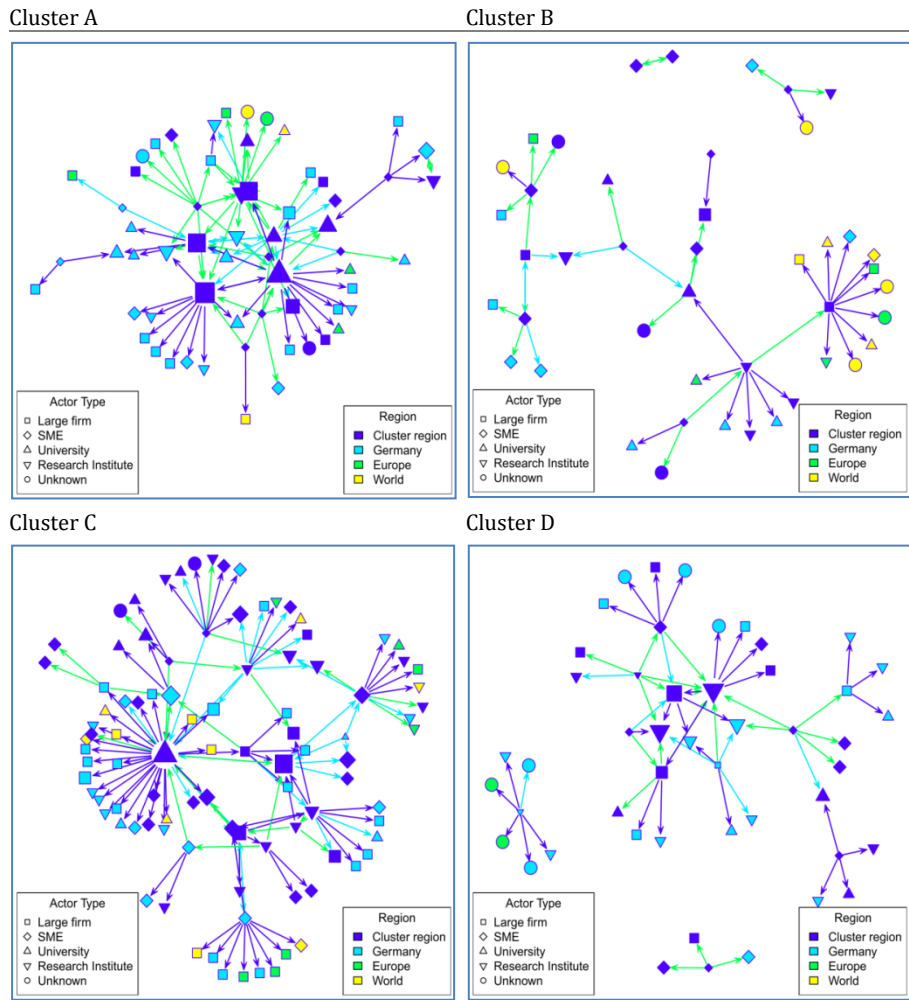 Cluster A
Cluster B
Actor Type
Large firm
SME
University
Research Institute
Unknown
Region
Cluster region
Germany
Europe
World
Actor Type
Large firm
SME
University
Research Institute
Unknown
Region
Cluster region
Germany
Europe
World
Cluster C
Cluster D
Actor Type
Large firm
SME
University
Research Institute
Unknown
Region
Cluster region
Germany
Europe
World
Actor Type
Large firm
SME
University
Research Institute
Unknown
Region
Cluster region
Germany
Europe
World